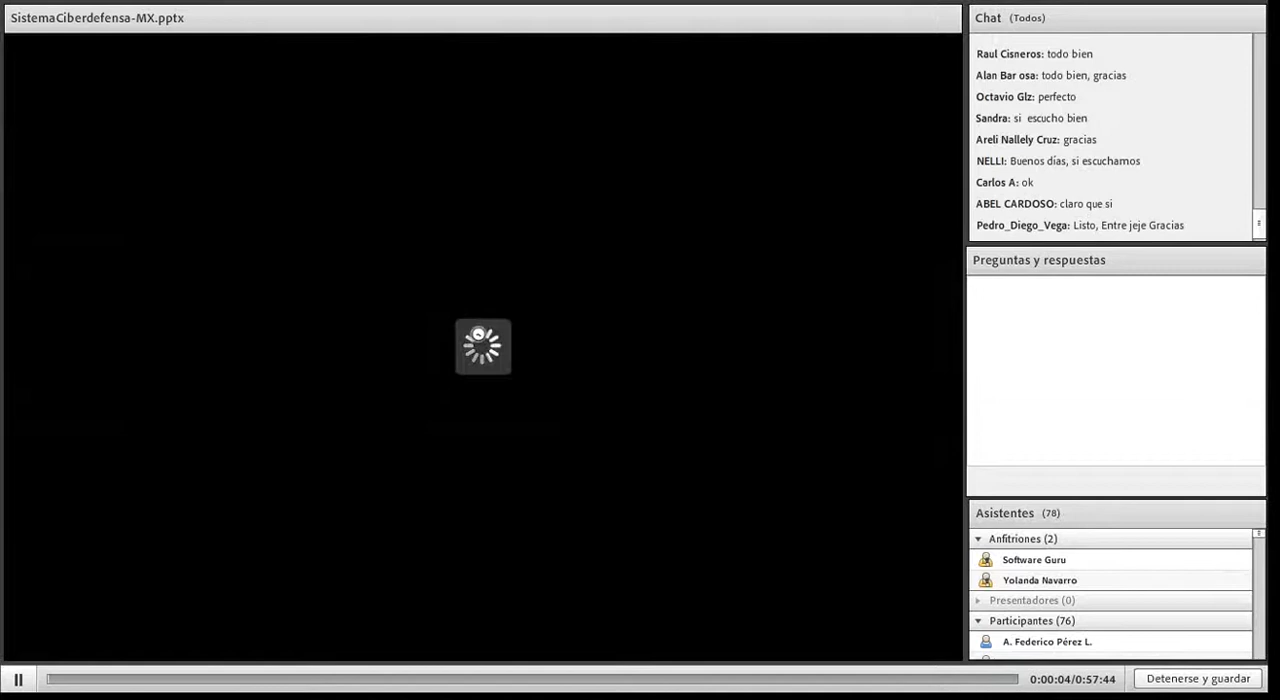 SistemaCiberdefensa-MX.pptx
Chat (Todos)
Raul Cisneros: todo bien
Alan Bar osa: todo bien, gracias
Octavio Glz: perfecto
Sandra: si escucho bien
Areli Nallely Cruz: gracias
NELLI: Buenos días, si escuchamos
Carlos A: ok
ABEL CARDOSO: claro que si
Pedro_Diego_Vega: Listo, Entre jeje Gracias
Preguntas y respuestas
Asistentes (78)
Anfitriones (2)
Software Guru
Yolanda Navarro
Presentadores (0)
Participantes (76)
A. Federico Pérez L.
0:00:04/0:57:44
Detenerse y guardar